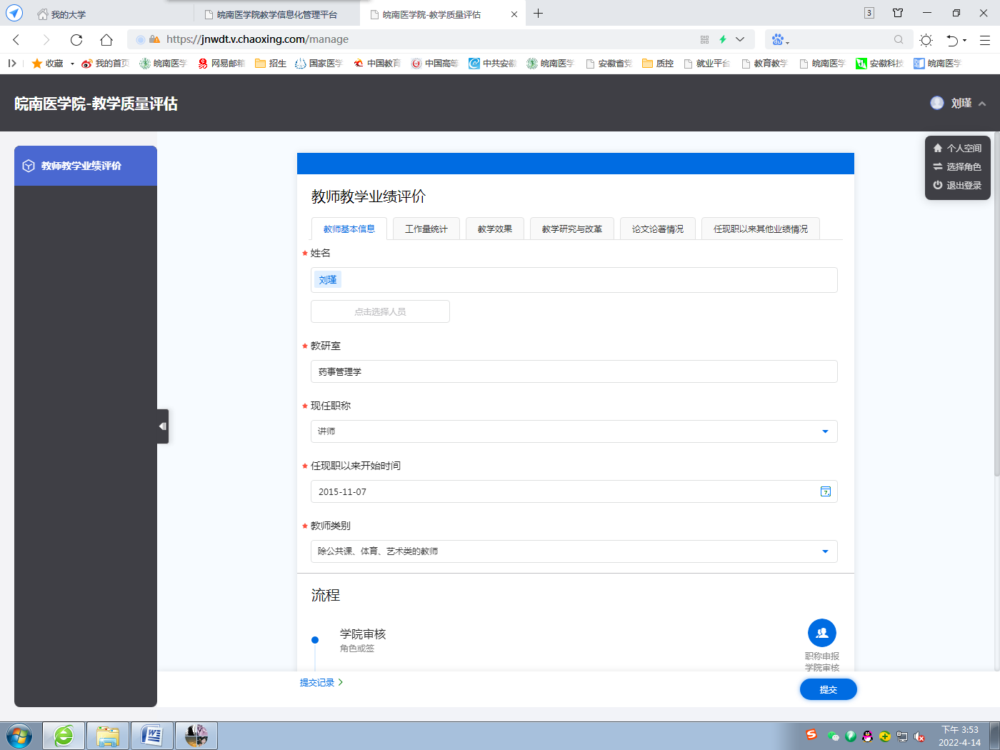 我的大学
皖南医学院教学信息化管理平台
皖南医学院-教学质量评估
3
https://jnwdt.v.chaoxing.com/manage
收藏
我的首页
皖南医学
网易邮箱
招生
国家医学
中国教育
中国高等
中共安徽
皖南医学
安徽省党
质控
就业平台
教育教学
皖南医学
安徽科技
皖南医学
皖南医学院-教学质量评估
刘瑾
个人空间
选择角色
退出登录
教师教学业绩评价
教师教学业绩评价
教师基本信息
工作量统计
教学效果
教学研究与改革
论文论著情况
任现职以来其他业绩情况
姓名
刘瑾
点击选择人员
教研室
药事管理学
现任职称
讲师
任现职以来开始时间
2015-11-07
教师类别
除公共课、体育、艺术类的教师
流程
学院审核
角色或签
职称申报
学院审核
提交记录
提交
下午 3:53
2022-4-14